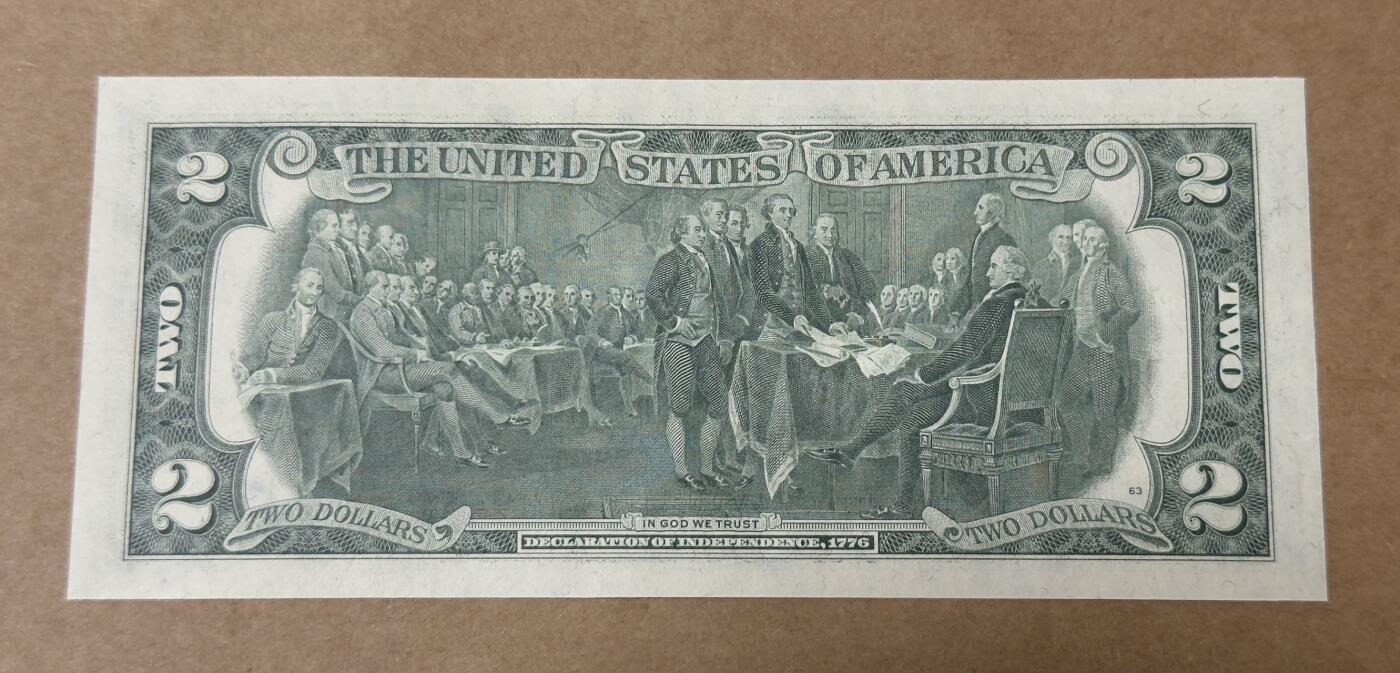 THE UNITED STATES OF AMERICA
2
2
TWO
TWO
2
2
63
TWO DOLLARS
IN GOD WE TRUST
TWO DOLLARS
DECLARATION OF INDEPENDENCE, 1776